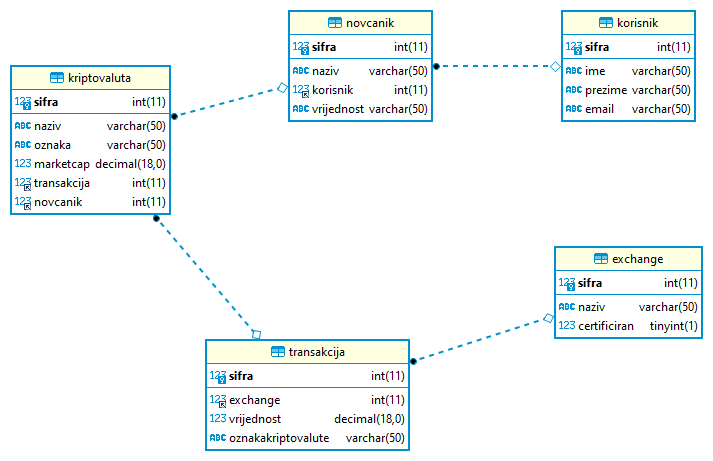 novcanik
123 sifra int(11)
ABC naziv varchar(50)
123 korisnik int(11)
ABC vrijednost varchar(50)
korisnik
123 sifra int(11)
ABC ime varchar(50)
ABC prezime varchar(50)
ABC email varchar(50)
kriptovaluta
123 sifra int(11)
ABC naziv varchar(50)
ABC oznaka varchar(50)
123 marketcap decimal(18,0)
123 transakcija int(11)
123 novcanik int(11)
exchange
123 sifra int(11)
ABC naziv varchar(50)
123 certificiran tinyint(1)
transakcija
123 sifra int(11)
123 exchange int(11)
123 vrijednost decimal(18,0)
ABC oznakakriptovalute varchar(50)